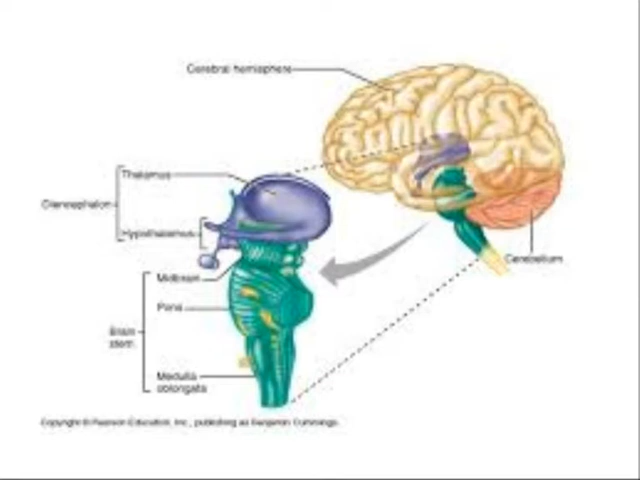 Cerebral hemisphere
Thalamus
Diencephalon
Hypothalamus
Cerebellum
Midbrain
Pons
Brain
stem
Medulla
oblongata
Copyright © Pearson Education, Inc., publishing as Benjamin Cummings.